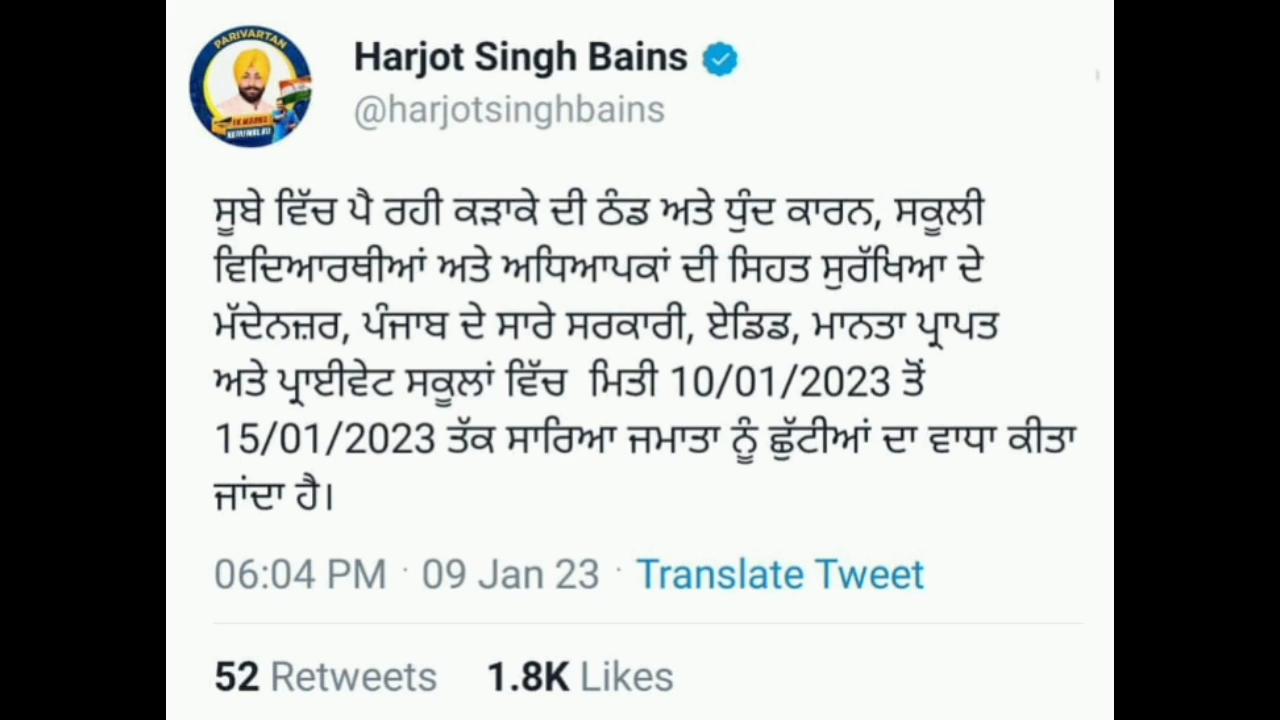 PARIVARTAN
Harjot Singh Bains
@harjotsinghbains
ਸੂਬੇ ਵਿੱਚ ਪੈ ਰਹੀ ਕੜਾਕੇ ਦੀ ਠੰਡ ਅਤੇ ਧੁੰਦ ਕਾਰਨ, ਸਕੂਲੀ
ਵਿਦਿਆਰਥੀਆਂ ਅਤੇ ਅਧਿਆਪਕਾਂ ਦੀ ਸਿਹਤ ਸੁਰੱਖਿਆ ਦੇ
ਮੱਦੇਨਜ਼ਰ, ਪੰਜਾਬ ਦੇ ਸਾਰੇ ਸਰਕਾਰੀ, ਏਡਿਡ, ਮਾਨਤਾ ਪ੍ਰਾਪਤ
ਅਤੇ ਪ੍ਰਾਈਵੇਟ ਸਕੂਲਾਂ ਵਿੱਚ  ਮਿਤੀ 10/01/2023 ਤੋਂ
15/01/2023 ਤੱਕ ਸਾਰਿਆ ਜਮਾਤਾ ਨੂੰ ਛੁੱਟੀਆਂ ਦਾ ਵਾਧਾ ਕੀਤਾ
ਜਾਂਦਾ ਹੈ।
06:04 PM · 09 Jan 23 · Translate Tweet
52 Retweets 1.8K Likes